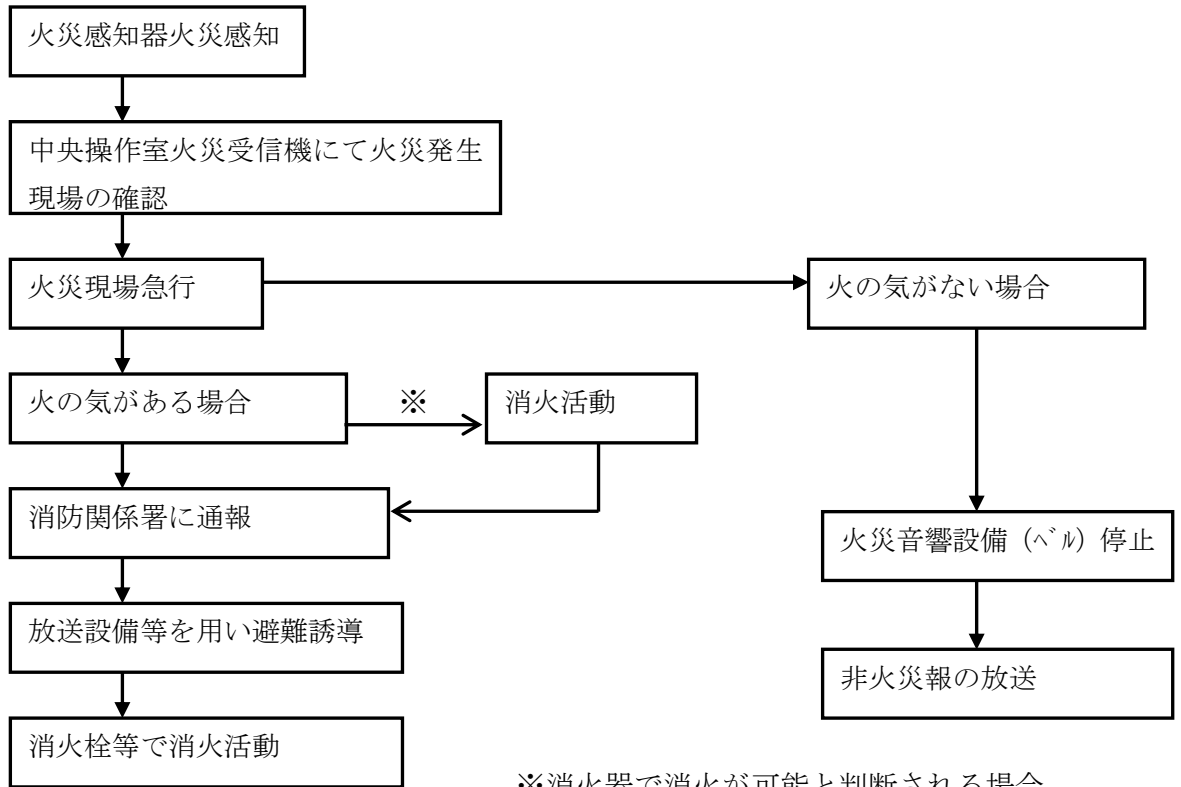 火災感知器火災感知
中央操作室火災受信機にて火災発生
現場の確認
火災現場急行
火の気がない場合
火の気がある場合
※
消火活動
消防関係署に通報
火災音響設備（ﾍﾞﾙ）停止
放送設備等を用い避難誘導
非火災報の放送
消火栓等で消火活動
※消火器で消火が可能と判断される場合